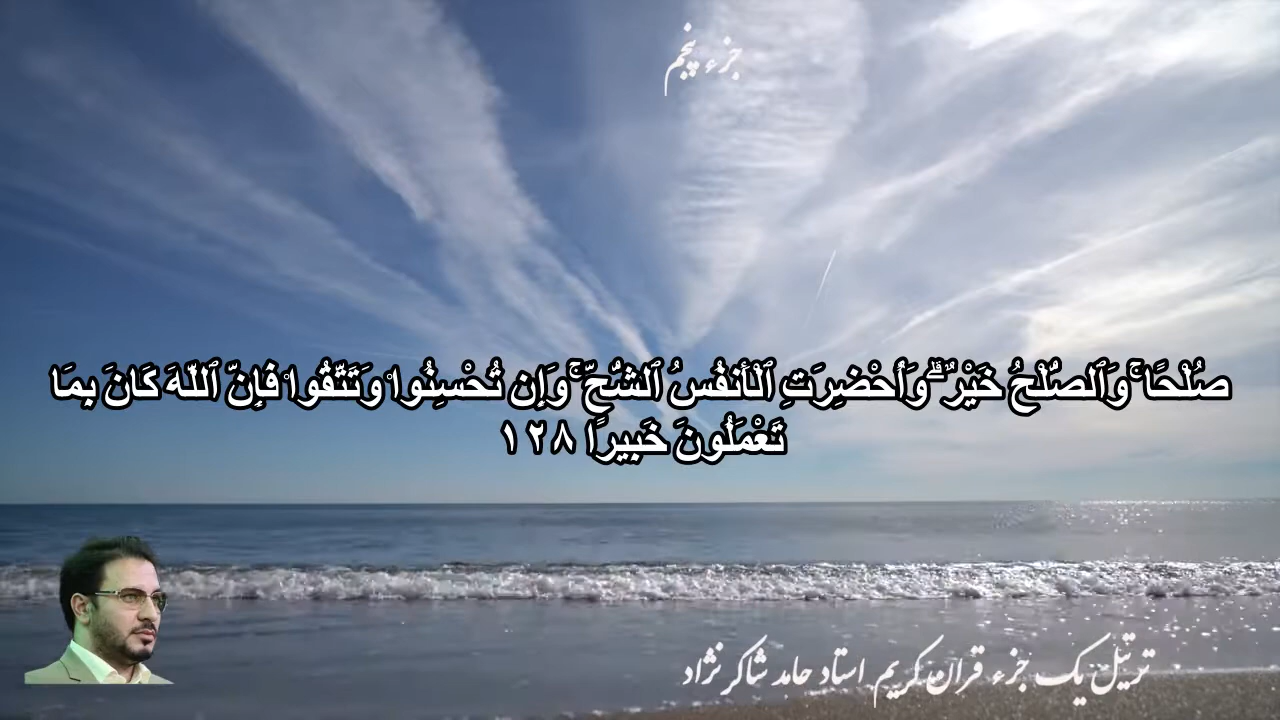 جزء پنجم
صُلْحًا ۚ وَٱلصُّلْحُ خَيْرٌ ۗ وَأُحْضِرَتِ ٱلْأَنفُسُ ٱلشُّحَّ ۚ وَإِن تُحْسِنُوا۟ وَتَتَّقُوا۟ فَإِنَّ ٱللَّهَ كَانَ بِمَا
تَعْمَلُونَ خَبِيرًا ١٢٨
ترتیل یک جزء قرآن کریم استاد حامد شاکرنژاد